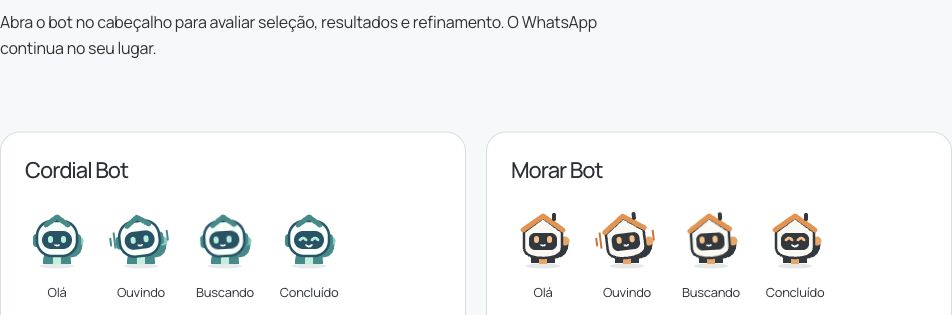 Abra o bot no cabeçalho para avaliar seleção, resultados e refinamento. O WhatsApp
continua no seu lugar.
Cordial Bot
Olá
Ouvindo
Buscando
Concluído
Morar Bot
Olá
Ouvindo
Buscando
Concluído